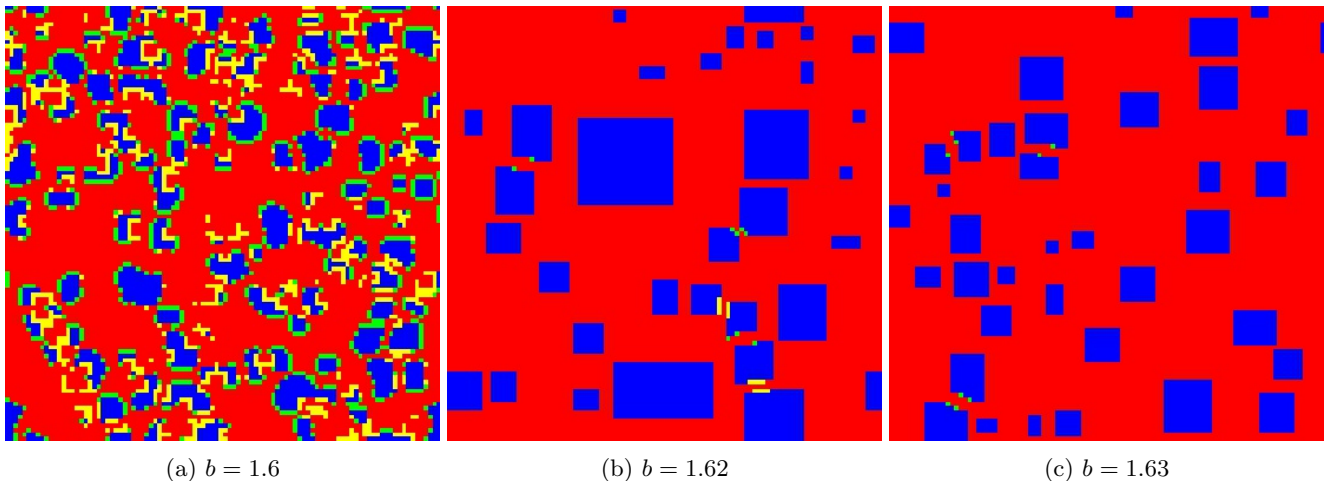 (a) b = 1.6 (b) b = 1.62 (c) b = 1.63